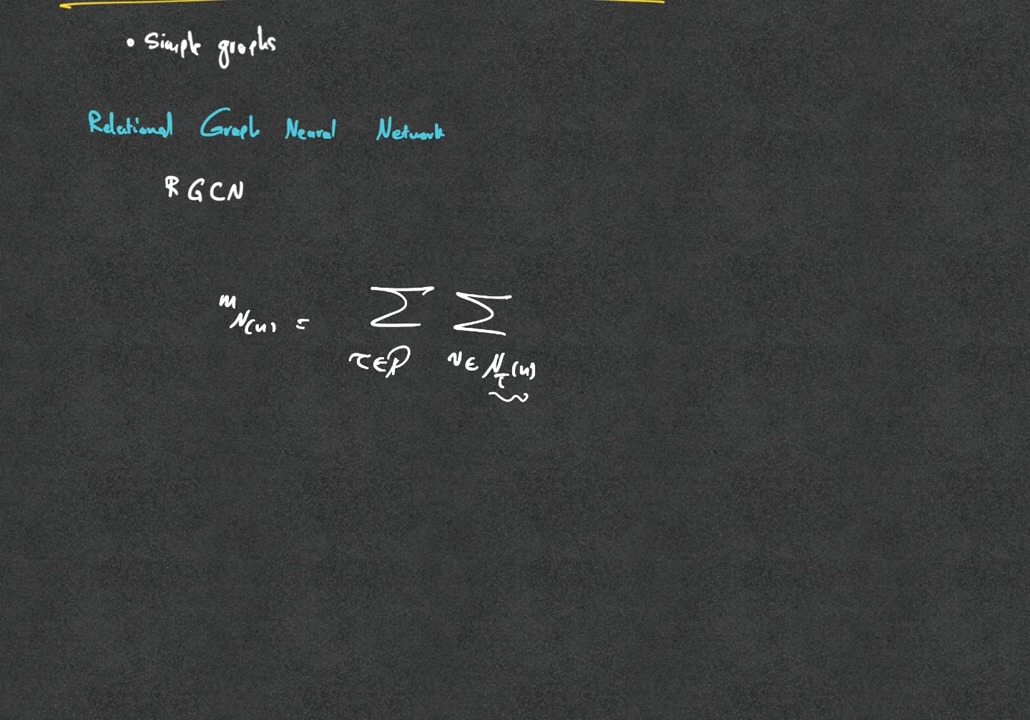 • Simple graphs
Relational Graph Neural Network
RGCN
m_N(u) = Σ_{τ∈R} Σ_{v∈N_τ(u)}